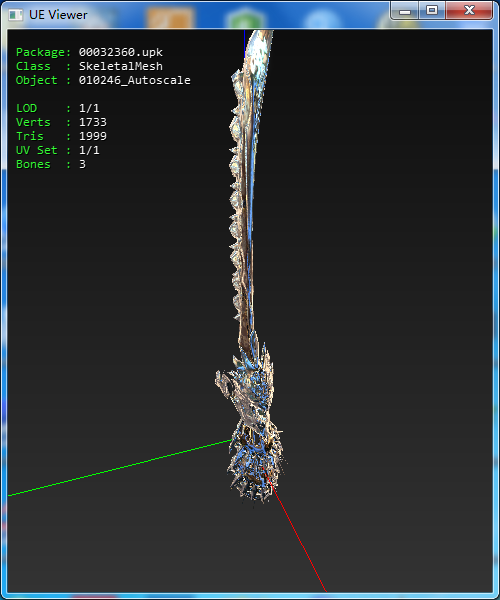 UE Viewer
Package: 00032360.upk
Class  : SkeletalMesh
Object : 010246_Autoscale
LOD    : 1/1
Verts  : 1733
Tris   : 1999
UV Set : 1/1
Bones  : 3